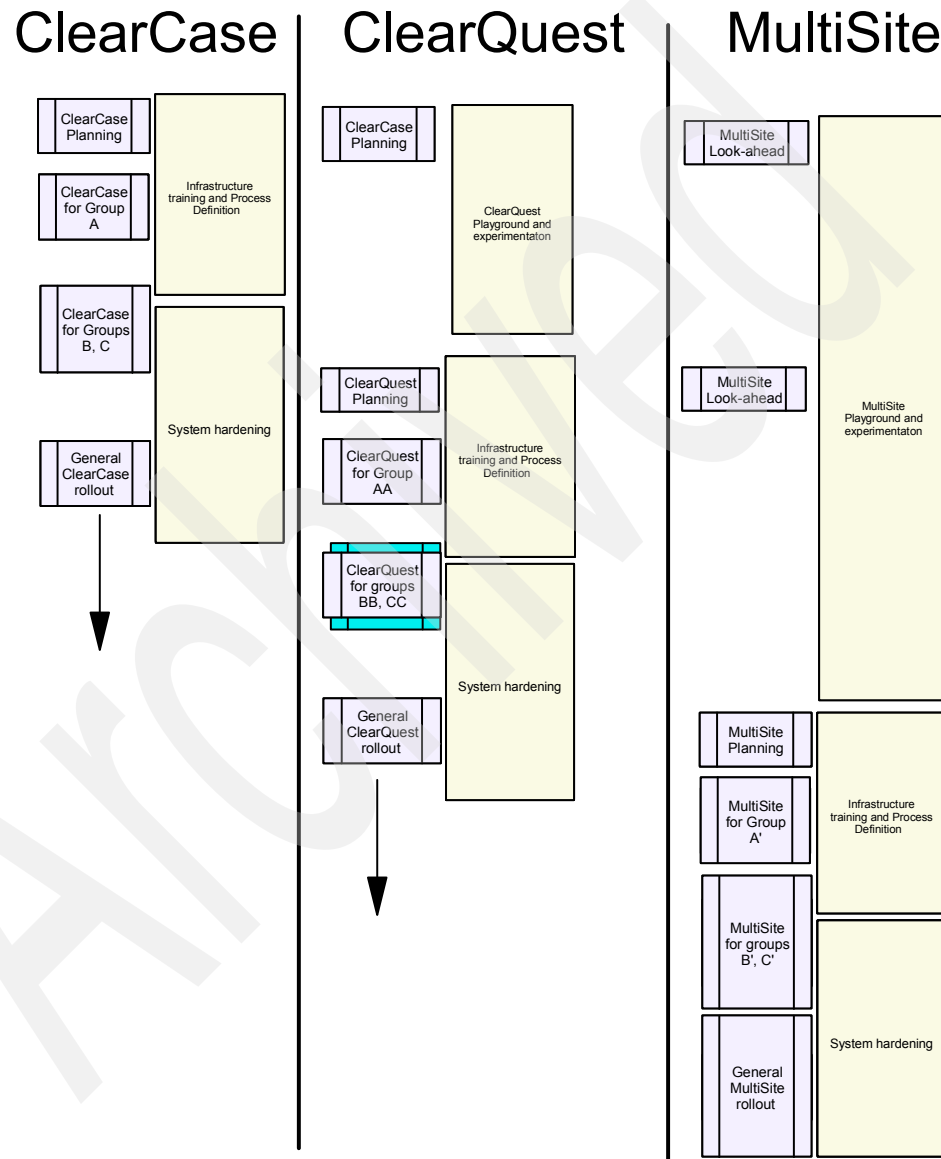 ClearCase
ClearQuest
MultiSite
ClearCase
Planning
ClearCase
for Group
A
ClearCase
for Groups
B, C
General
ClearCase
rollout
Infrastructure
training and Process
Definition
System hardening
ClearCase
Planning
ClearQuest
Playground and
experimentaton
ClearQuest
Planning
ClearQuest
for Group
AA
ClearQuest
for groups
BB, CC
General
ClearQuest
rollout
Infrastructure
training and Process
Definition
System hardening
MultiSite
Look-ahead
MultiSite
Look-ahead
MultiSite
Playground and
experimentaton
MultiSite
Planning
MultiSite
for Group
A'
MultiSite
for groups
B', C'
General
MultiSite
rollout
Infrastructure
training and Process
Definition
System hardening
Archived